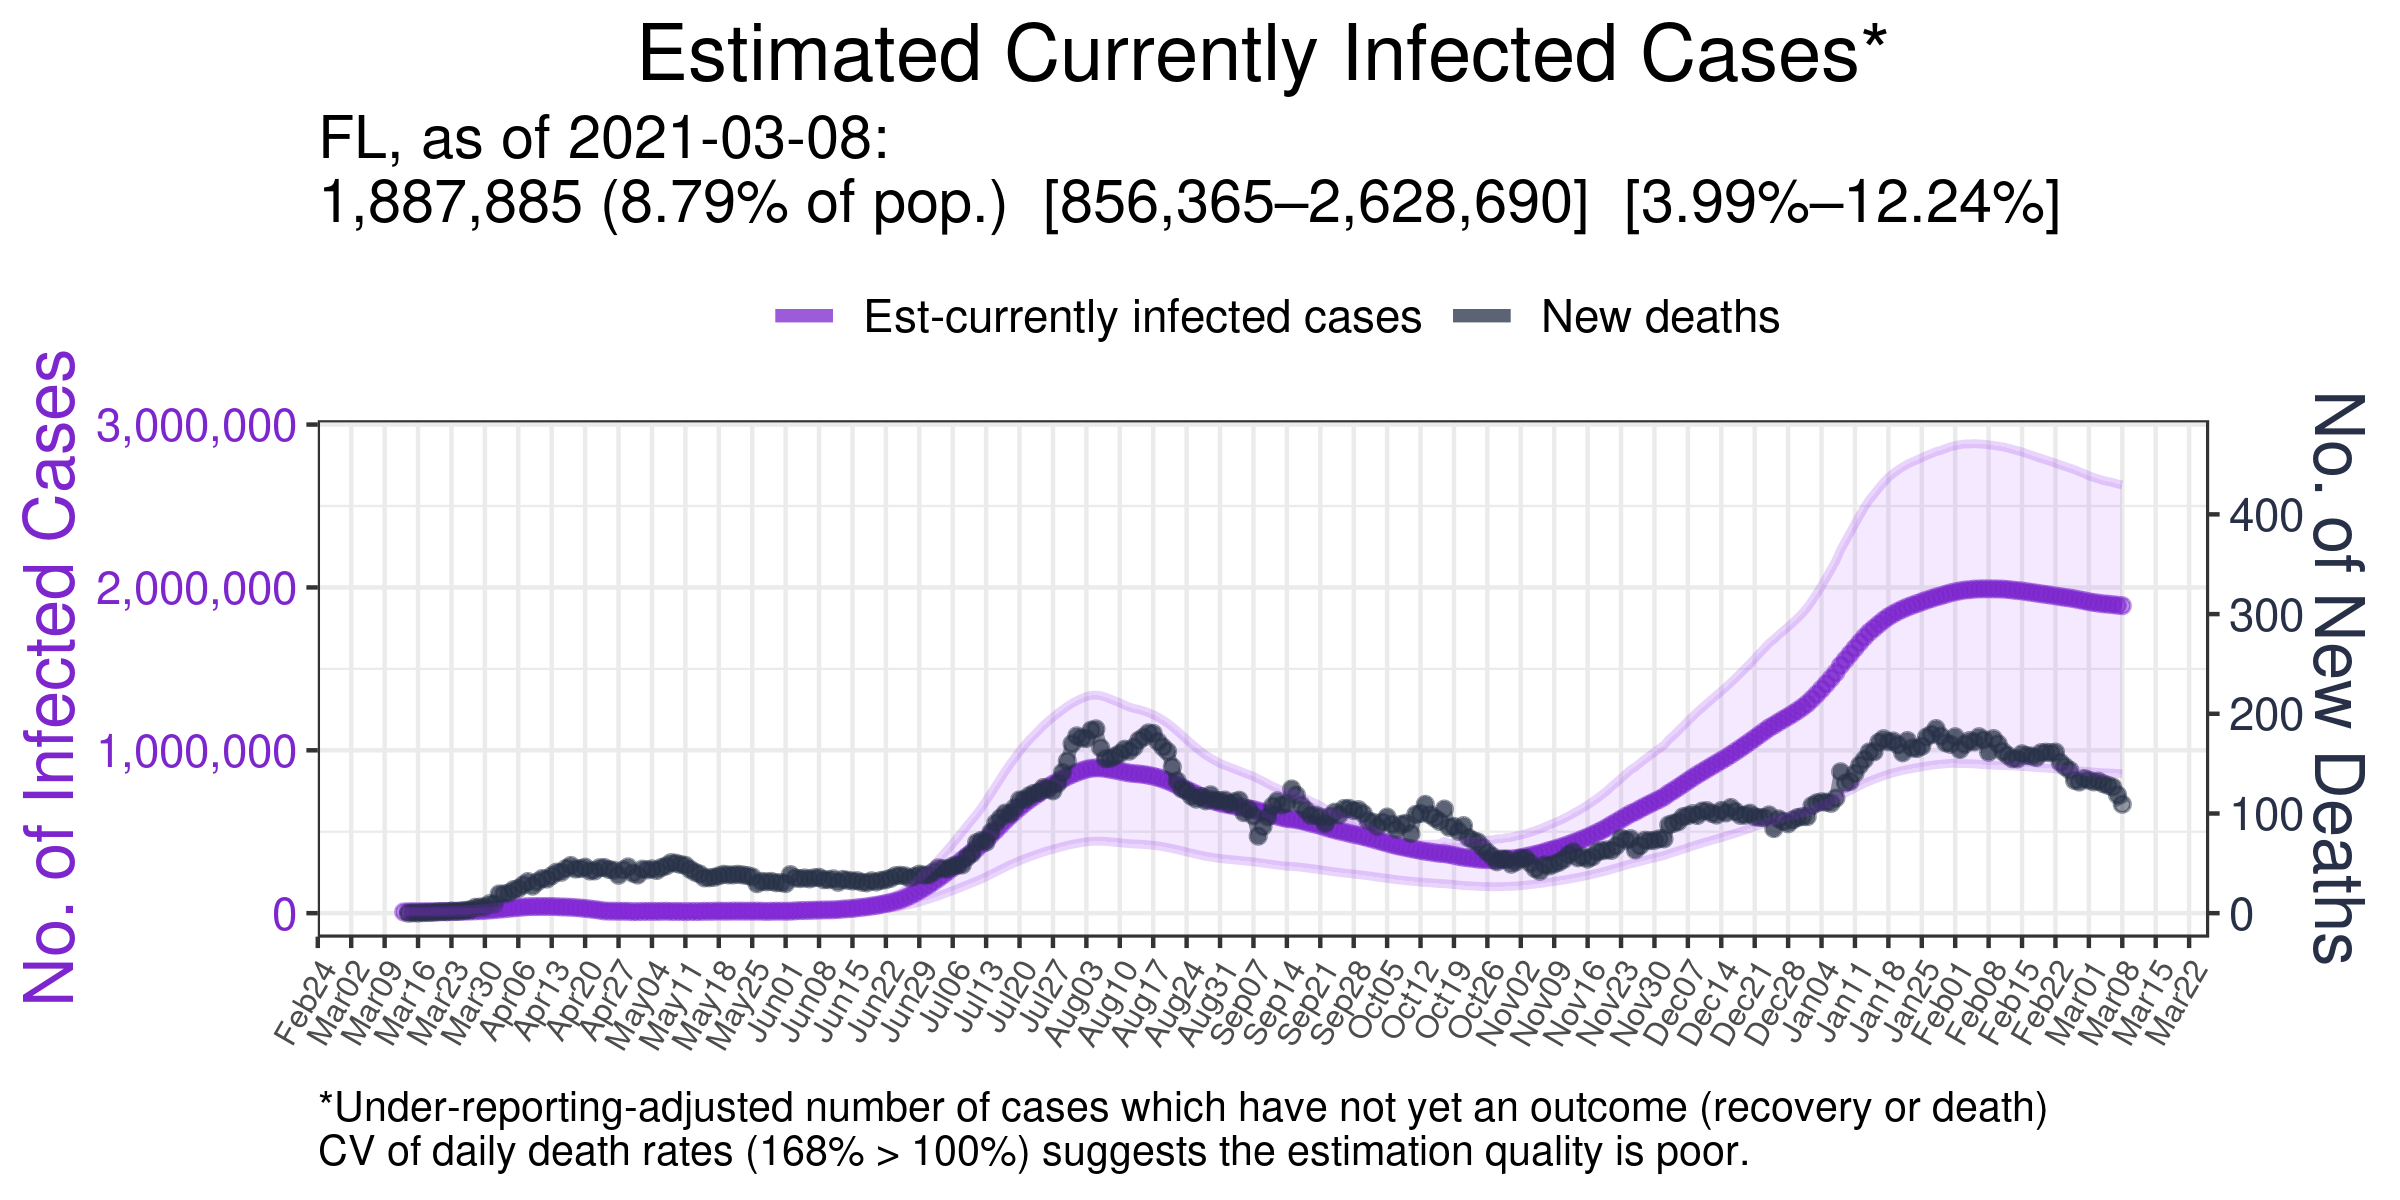 Estimated Currently Infected Cases*
FL, as of 2021-03-08:
1,887,885 (8.79% of pop.) [856,365–2,628,690] [3.99%–12.24%]
Est-currently infected cases
New deaths
No. of Infected Cases
3,000,000
2,000,000
1,000,000
0
No. of New Deaths
400
300
200
100
0
Feb24
Mar02
Mar09
Mar16
Mar23
Mar30
Apr06
Apr13
Apr20
Apr27
May04
May11
May18
May25
Jun01
Jun08
Jun15
Jun22
Jun29
Jul06
Jul13
Jul20
Jul27
Aug03
Aug10
Aug17
Aug24
Aug31
Sep07
Sep14
Sep21
Sep28
Oct05
Oct12
Oct19
Oct26
Nov02
Nov09
Nov16
Nov23
Nov30
Dec07
Dec14
Dec21
Dec28
Jan04
Jan11
Jan18
Jan25
Feb01
Feb08
Feb15
Feb22
Mar01
Mar08
Mar15
Mar22
*Under-reporting-adjusted number of cases which have not yet an outcome (recovery or death)
CV of daily death rates (168% > 100%) suggests the estimation quality is poor.